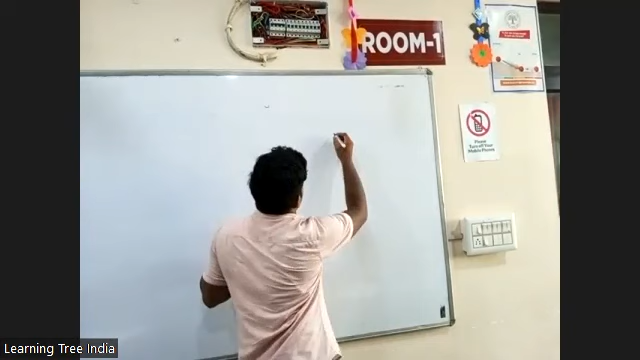 ROOM-1
Please
Turn off Your
Mobile Phones
Learning Tree India